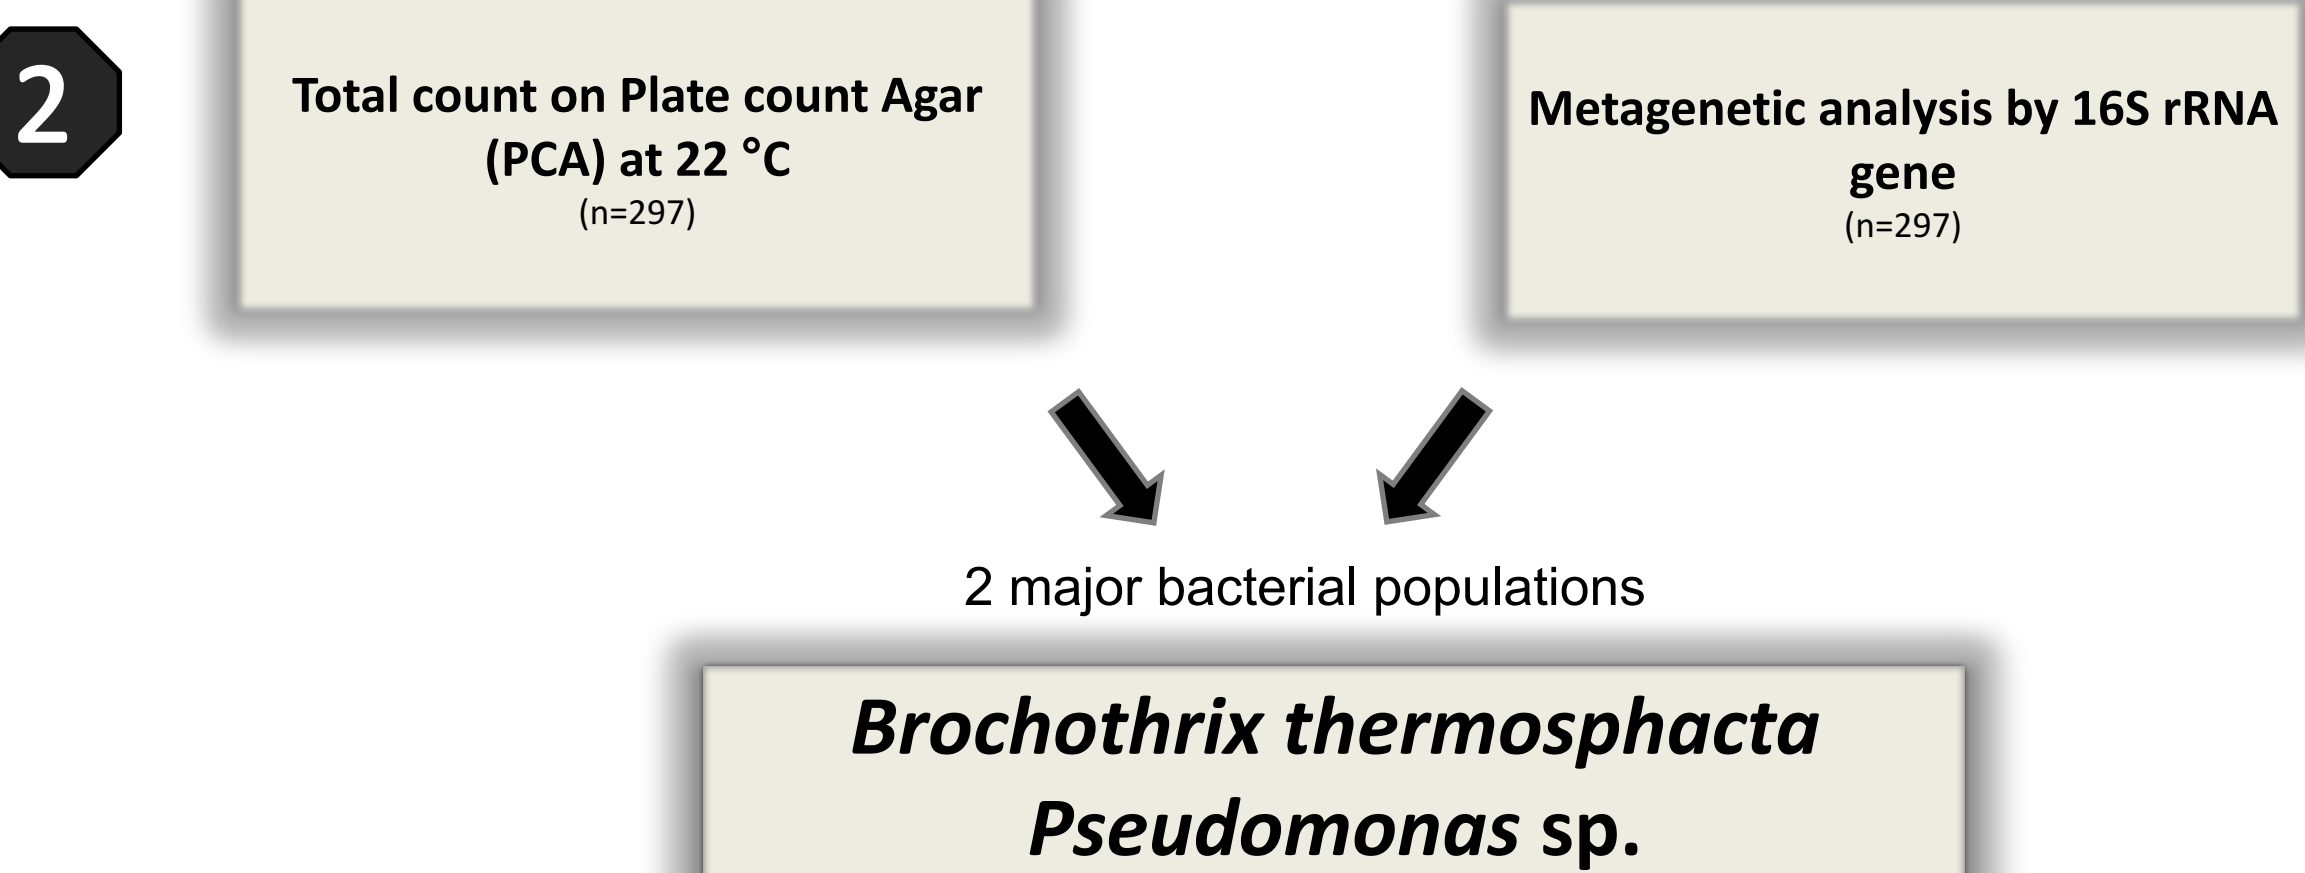 2
Total count on Plate count Agar
(PCA) at 22 °C
(n=297)
Metagenetic analysis by 16S rRNA
gene
(n=297)
2 major bacterial populations
Brochothrix thermosphacta
Pseudomonas sp.